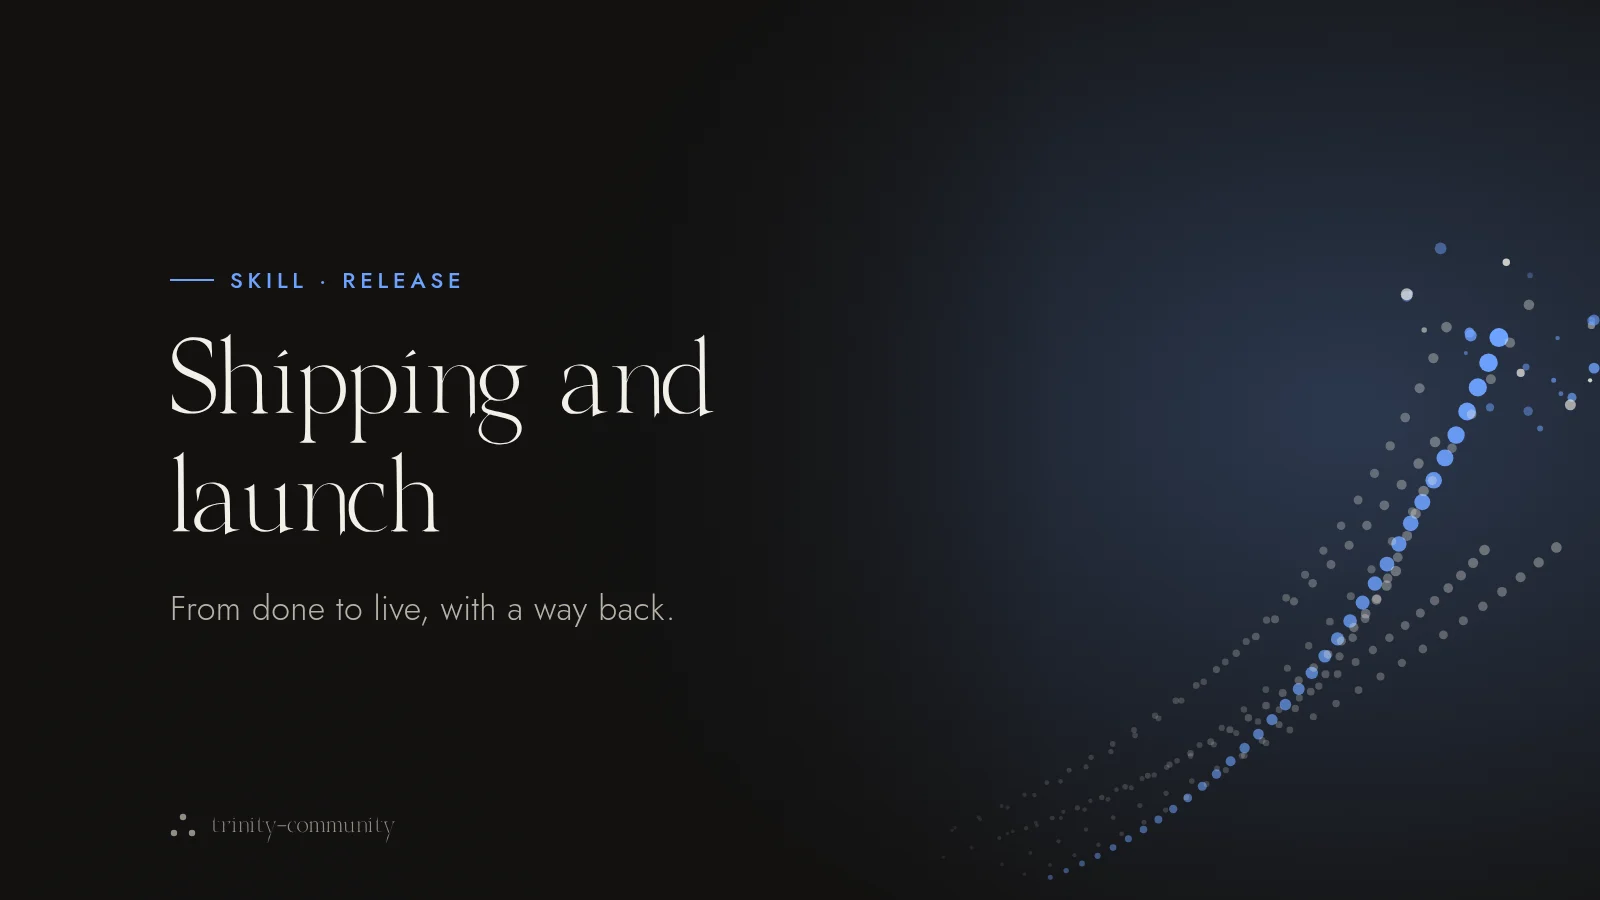 SKILL · RELEASE
Shipping and
launch
From done to live, with a way back.
trinity-community